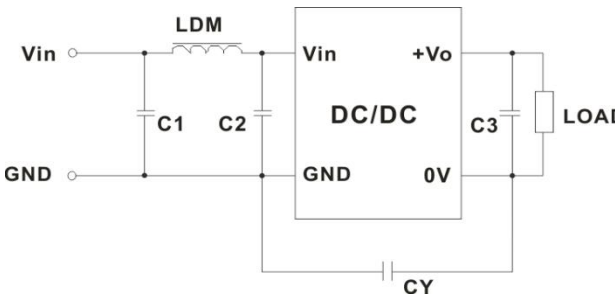 LDM
Vin
Vin
+Vo
C1
C2
DC/DC
C3
LOAD
GND
GND
0V
CY